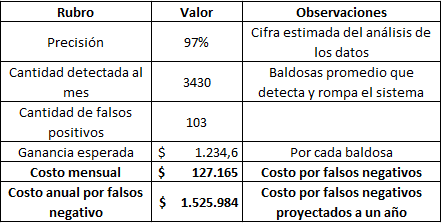 Rubro Valor Observaciones
Precisión 97% Cifra estimada del análisis de
los datos
Cantidad detectada al
mes 3430 Baldosas promedio que
detecta y rompa el sistema
Cantidad de falsos
positivos 103
Ganancia esperada $ 1.234,6 Por cada baldosa
Costo mensual $ 127.165 Costo por falsos negativos
Costo anual por falsos
negativo $ 1.525.984 Costo por falsos negativos
proyectados a un año